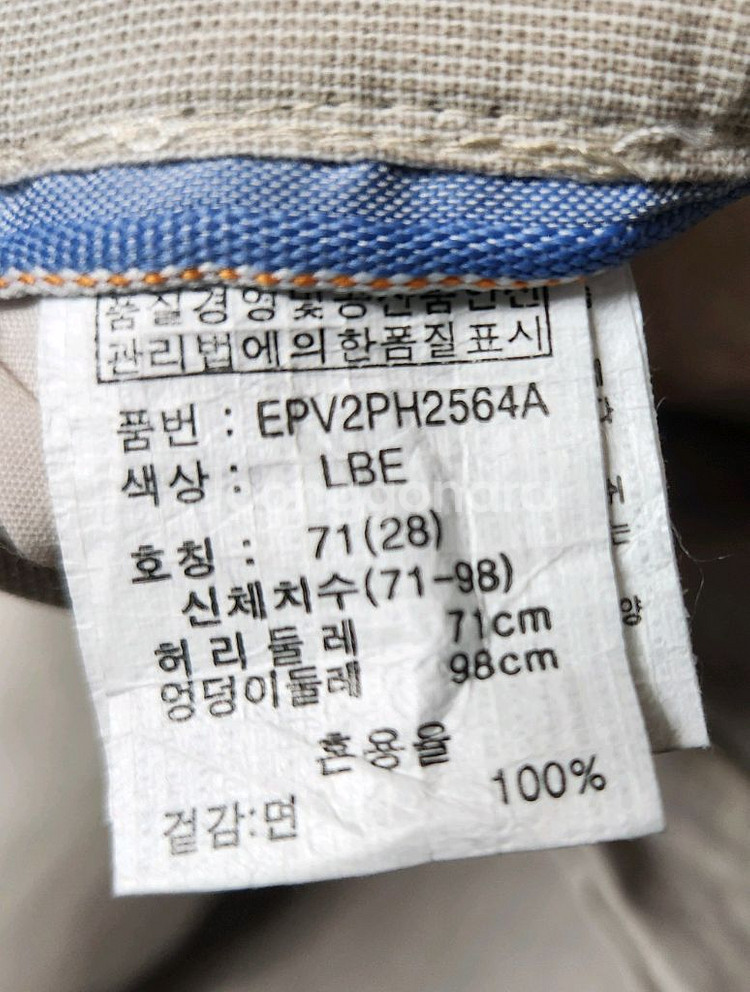 품질경영및공산품안전
관리법에의한품질표시
품번 : EPV2PH2564A
색상 : LBE
호칭 : 71(28)
신체치수(71-98)
허리둘레 71cm
엉덩이둘레 98cm
혼용율
겉감:면 100%
양